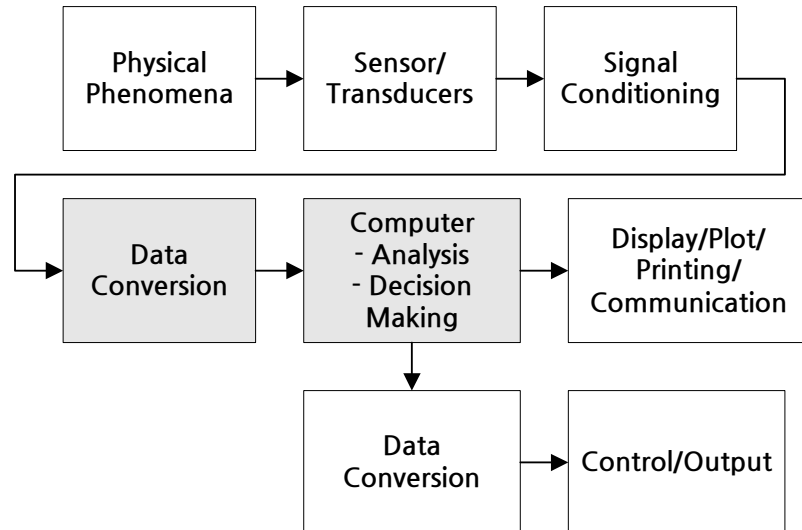 Physical
Phenomena
Sensor/
Transducers
Signal
Conditioning
Data
Conversion
Computer
- Analysis
- Decision
Making
Display/Plot/
Printing/
Communication
Data
Conversion
Control/Output